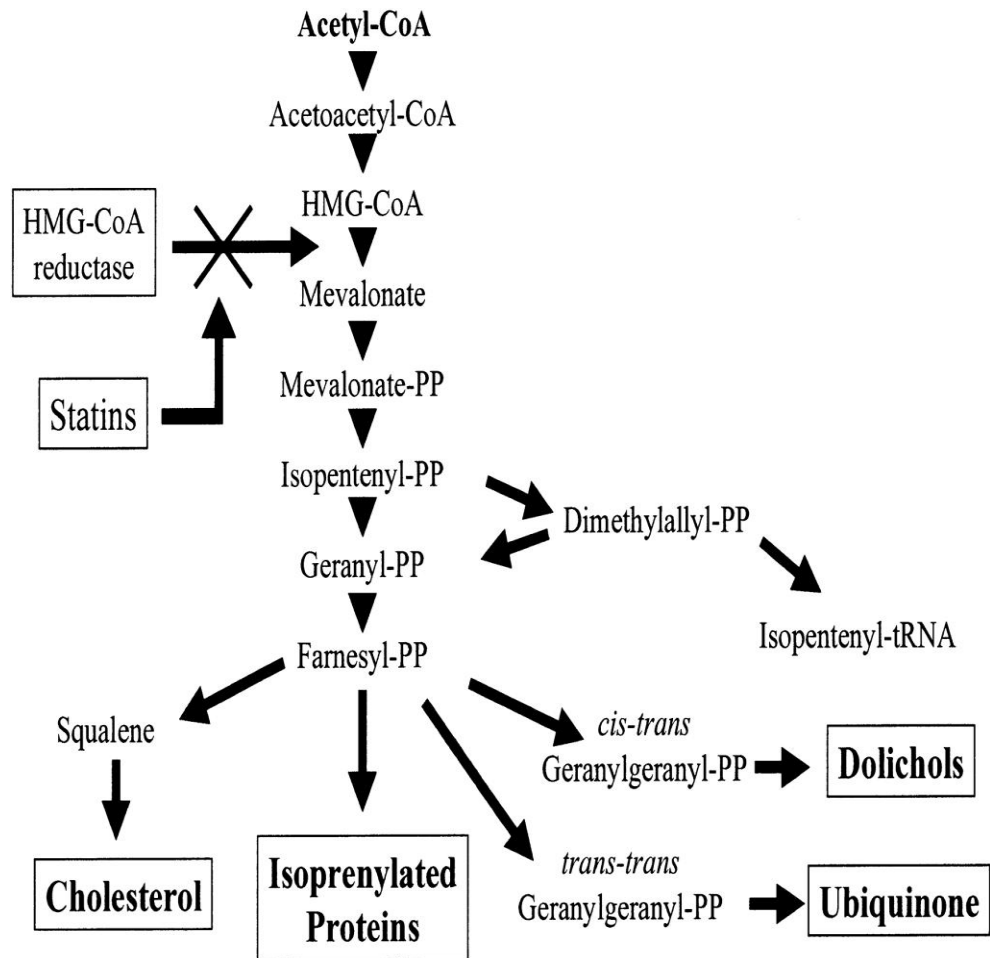 Acetyl-CoA
Acetoacetyl-CoA
HMG-CoA
HMG-CoA
reductase
Mevalonate
Mevalonate-PP
Statins
Isopentenyl-PP
Dimethylallyl-PP
Geranyl-PP
Isopentenyl-tRNA
Farnesyl-PP
Squalene
cis-trans
Geranylgeranyl-PP
Dolichols
Cholesterol
Isoprenylated
Proteins
trans-trans
Geranylgeranyl-PP
Ubiquinone